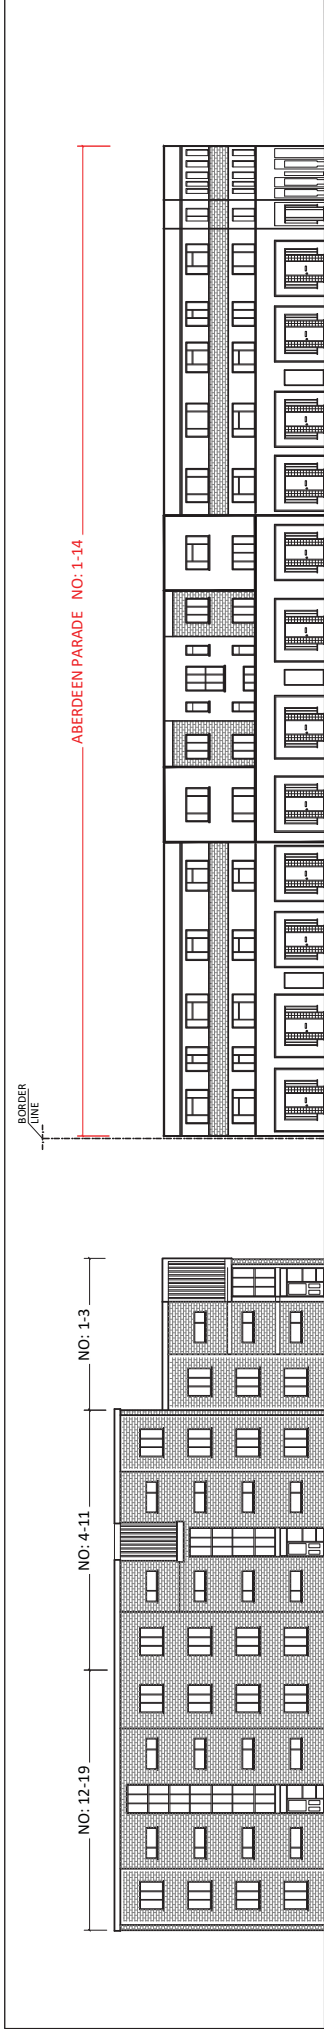 NO: 12-19
NO: 4-11
NO: 1-3
BORDER
LINE
ABERDEEN PARADE NO: 1-14